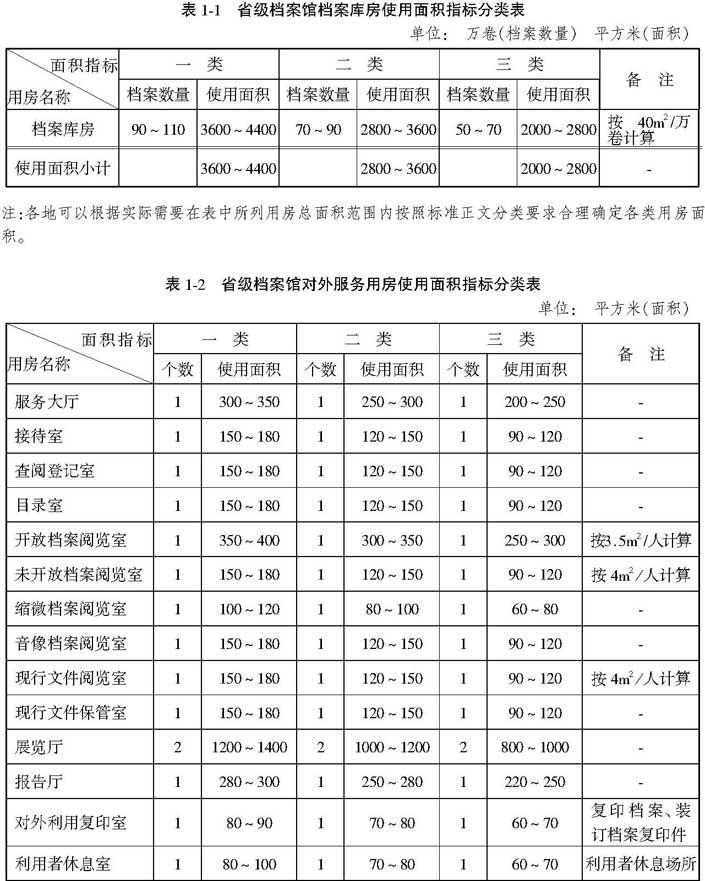 表 1-1 省级档案馆档案库房使用面积指标分类表
单位: 万卷(档案数量) 平方米(面积)
面积指标 一 类 二 类 三 类 备 注
用房名称 档案数量 使用面积 档案数量 使用面积 档案数量 使用面积
档案库房 90~110 3600~4400 70~90 2800~3600 50~70 2000~2800 按 40m²/万
卷计算
使用面积小计 3600~4400 2800~3600 2000~2800 -
注:各地可以根据实际需要在表中所列用房总面积范围内按照标准正文分类要求合理确定各类用房面
积。
表 1-2 省级档案馆对外服务用房使用面积指标分类表
单位: 平方米(面积)
面积指标 一 类 二 类 三 类 备 注
用房名称 个数 使用面积 个数 使用面积 个数 使用面积
服务大厅 1 300~350 1 250~300 1 200~250 -
接待室 1 150~180 1 120~150 1 90~120 -
查阅登记室 1 150~180 1 120~150 1 90~120 -
目录室 1 150~180 1 120~150 1 90~120 -
开放档案阅览室 1 350~400 1 300~350 1 250~300 按3.5m²/人计算
未开放档案阅览室 1 150~180 1 120~150 1 90~120 按4m²/人计算
缩微档案阅览室 1 100~120 1 80~100 1 60~80 -
音像档案阅览室 1 150~180 1 120~150 1 90~120 -
现行文件阅览室 1 150~180 1 120~150 1 90~120 按4m²/人计算
现行文件保管室 1 150~180 1 120~150 1 90~120 -
展览厅 2 1200~1400 2 1000~1200 2 800~1000 -
报告厅 1 280~300 1 250~280 1 220~250 -
对外利用复印室 1 80~90 1 70~80 1 60~70 复印档案、装
订档案复印件
利用者休息室 1 80~100 1 70~80 1 60~70 利用者休息场所